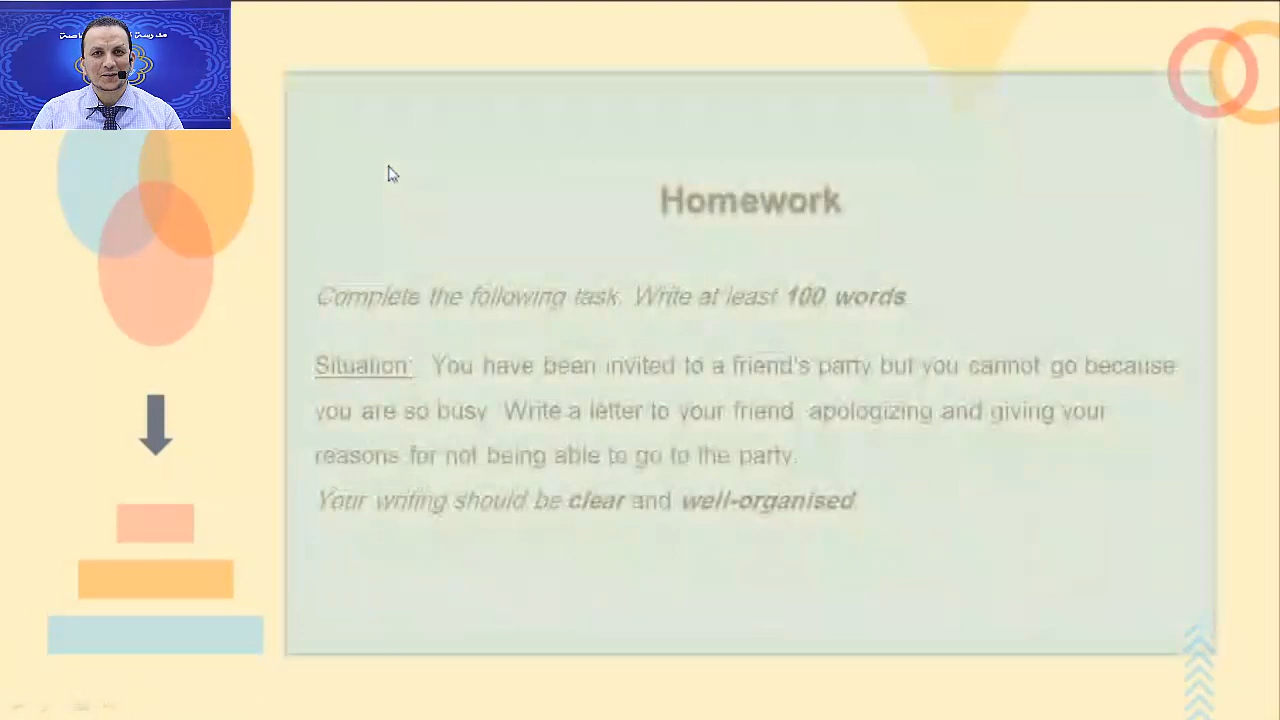 مدرسة
Homework
Complete the following task. Write at least 100 words
Situation: You have been invited to a friend's party but you cannot go because
you are so busy. Write a letter to your friend, apologizing and giving your
reasons for not being able to go to the party.
Your writing should be clear and well-organised.